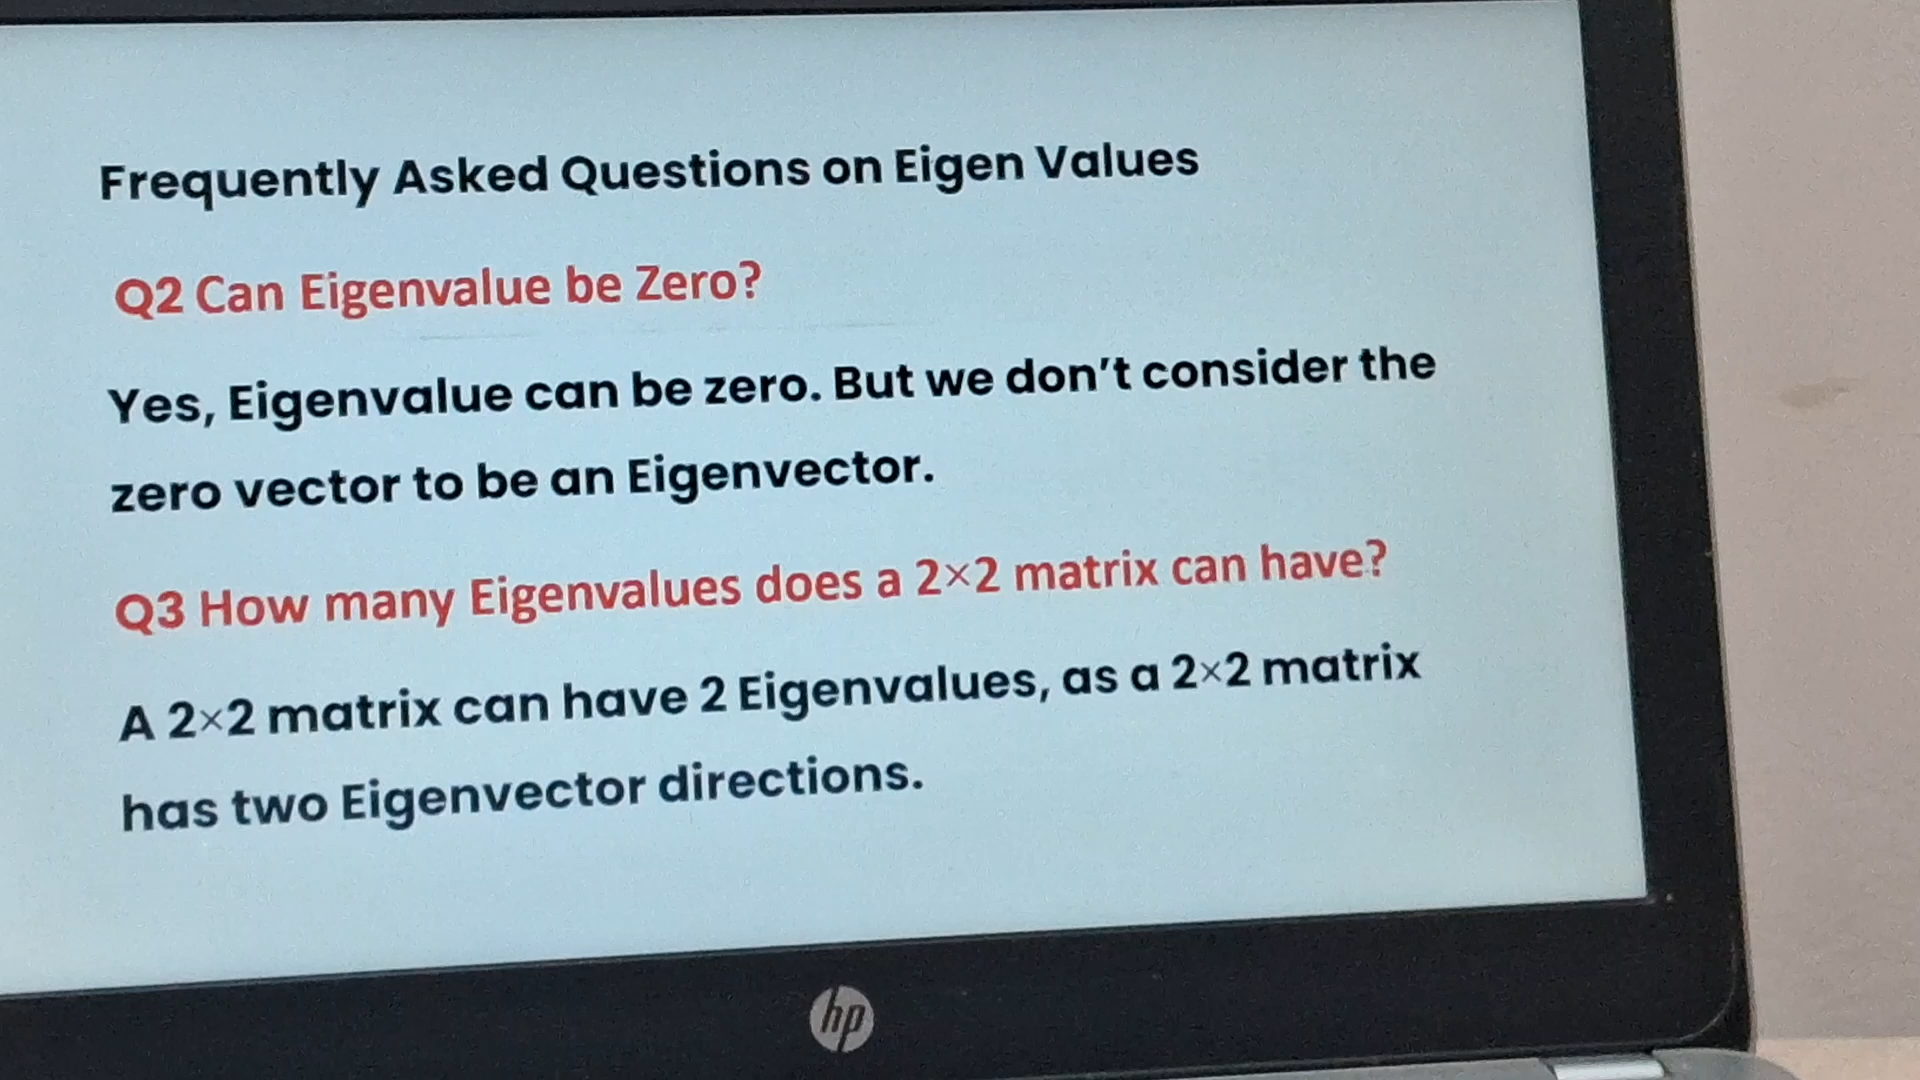 Frequently Asked Questions on Eigen Values
Q2 Can Eigenvalue be Zero?
Yes, Eigenvalue can be zero. But we don't consider the
zero vector to be an Eigenvector.
Q3 How many Eigenvalues does a 2×2 matrix can have?
A 2×2 matrix can have 2 Eigenvalues, as a 2×2 matrix
has two Eigenvector directions.
hp